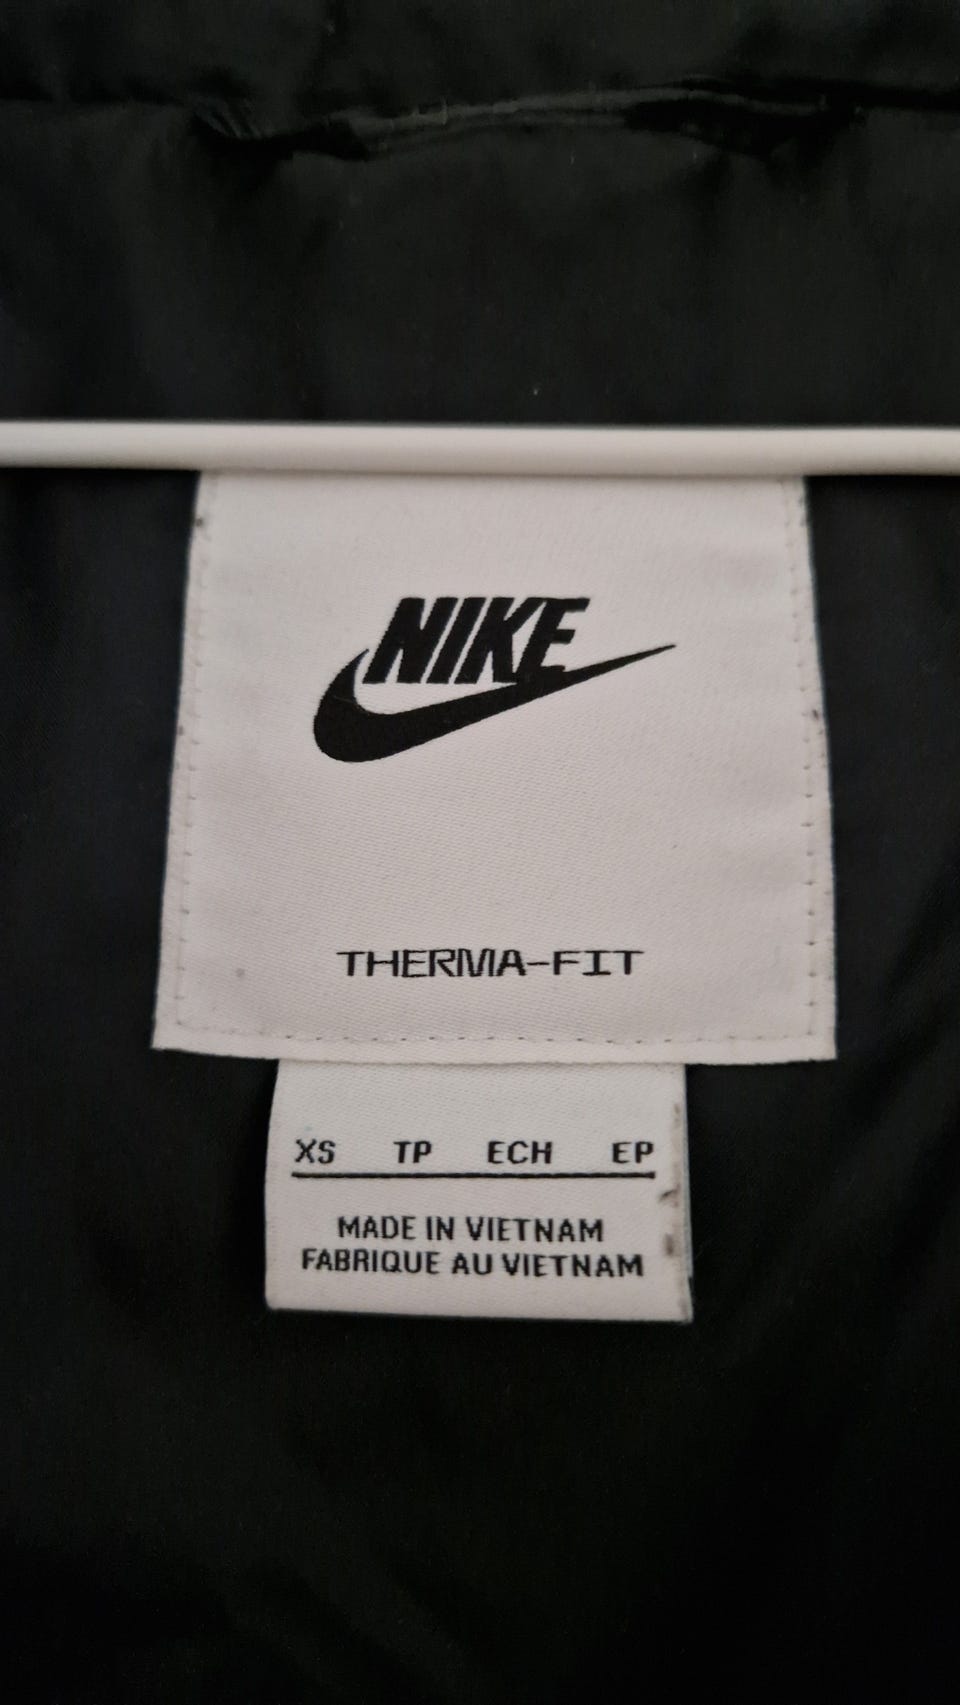 NIKE
THERMA-FIT
XS TP ECH EP
MADE IN VIETNAM
FABRIQUE AU VIETNAM